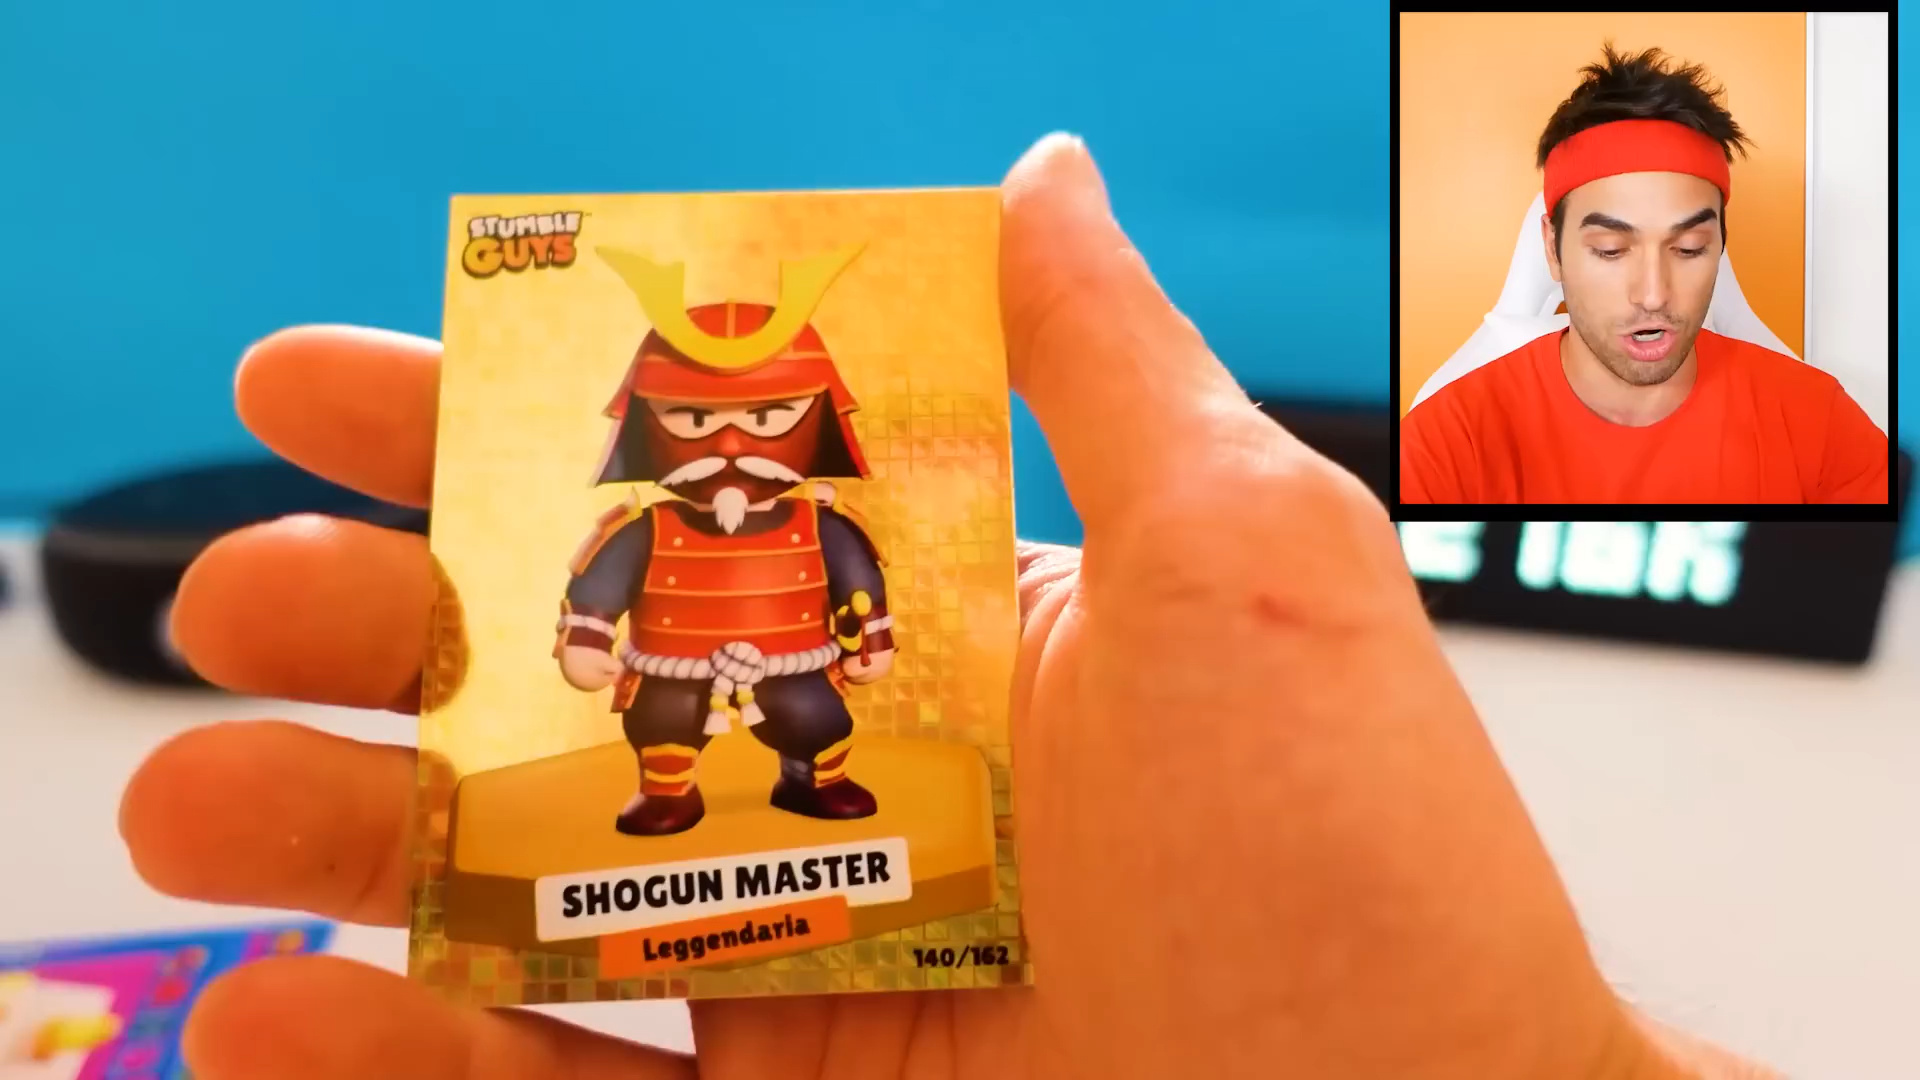 STUMBLE
GUYS
SHOGUN MASTER
Leggendaria
140/162